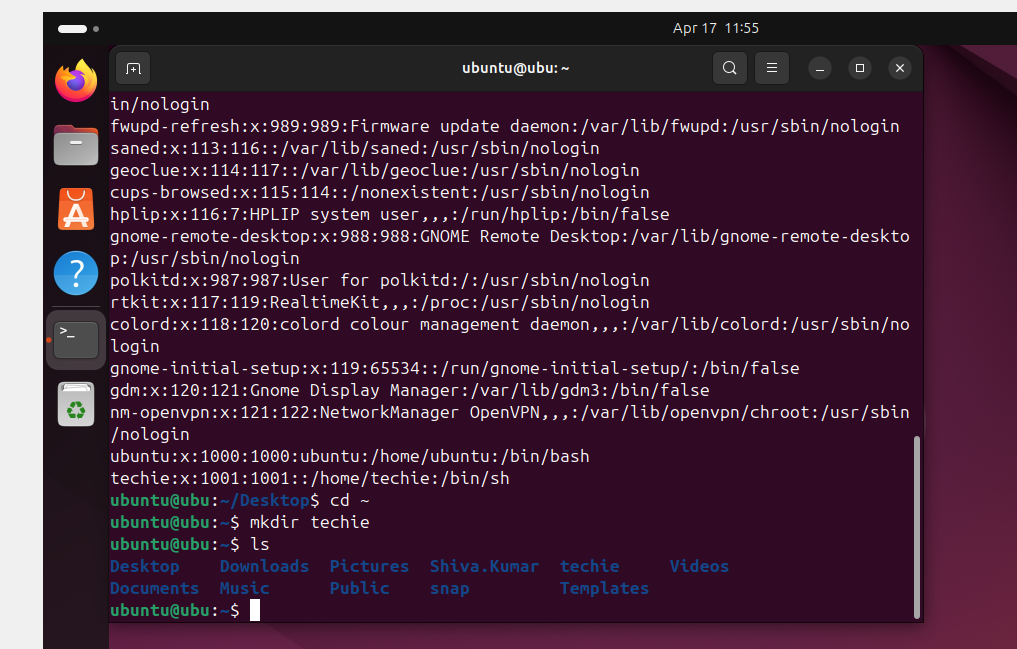 Apr 17 11:55
ubuntu@ubu: ~
in/nologin
fwupd-refresh:x:989:989:Firmware update daemon:/var/lib/fwupd:/usr/sbin/nologin
saned:x:113:116::/var/lib/saned:/usr/sbin/nologin
geoclue:x:114:117::/var/lib/geoclue:/usr/sbin/nologin
cups-browsed:x:115:114::/nonexistent:/usr/sbin/nologin
hplip:x:116:7:HPLIP system user,,,:/run/hplip:/bin/false
gnome-remote-desktop:x:988:988:GNOME Remote Desktop:/var/lib/gnome-remote-deskto
p:/usr/sbin/nologin
polkitd:x:987:987:User for polkitd:/:/usr/sbin/nologin
rtkit:x:117:119:RealtimeKit,,,:/proc:/usr/sbin/nologin
colord:x:118:120:colord colour management daemon,,,:/var/lib/colord:/usr/sbin/no
login
gnome-initial-setup:x:119:65534::/run/gnome-initial-setup/:/bin/false
gdm:x:120:121:Gnome Display Manager:/var/lib/gdm3:/bin/false
nm-openvpn:x:121:122:NetworkManager OpenVPN,,,:/var/lib/openvpn/chroot:/usr/sbin
/nologin
ubuntu:x:1000:1000:ubuntu:/home/ubuntu:/bin/bash
techie:x:1001:1001::/home/techie:/bin/sh
ubuntu@ubu:~/Desktop$ cd ~
ubuntu@ubu:~$ mkdir techie
ubuntu@ubu:~$ ls
Desktop Downloads Pictures Shiva.Kumar techie Videos
Documents Music Public snap Templates
ubuntu@ubu:~$